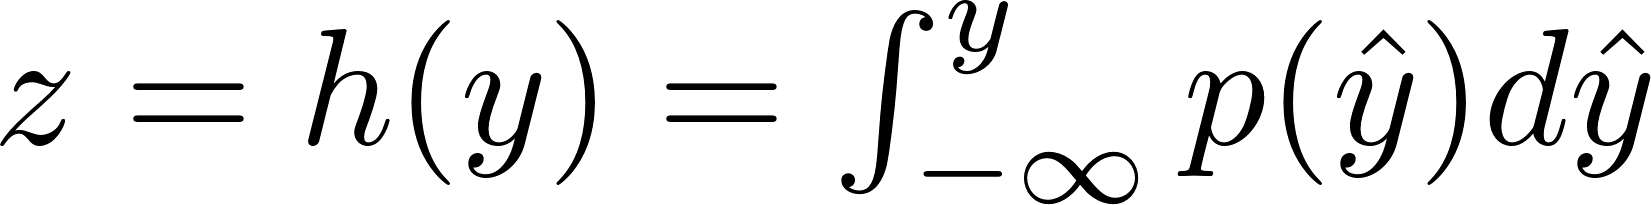 z = h(y) = ∫_{-∞}^{y} p(ŷ)dŷ